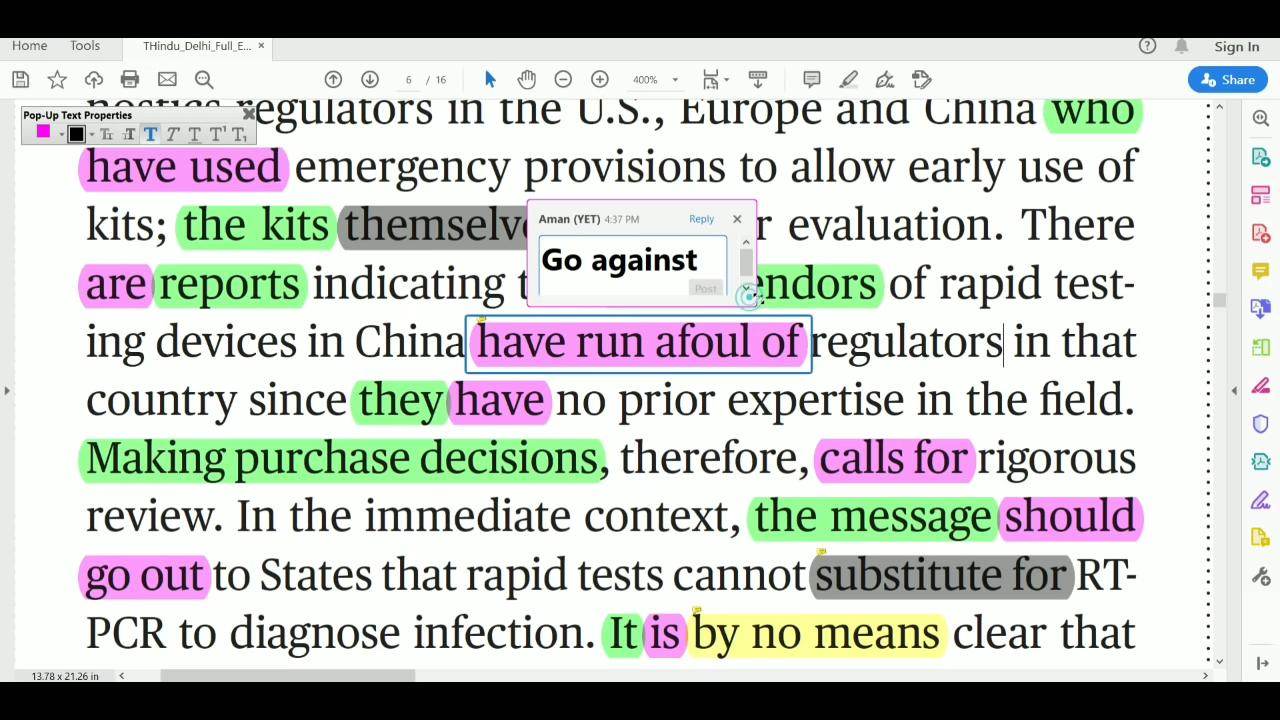 Home Tools THindu_Delhi_Full_E... × Sign In
6 / 16 400% Share
Pop-Up Text Properties
regulators in the U.S., Europe and China who
have used emergency provisions to allow early use of
kits; the kits evaluation. There
Aman (YET) 4:37 PM Reply
Go against
Post
are reports indicating of rapid test-
ing devices in China have run afoul of regulators in that
country since they have no prior expertise in the field.
Making purchase decisions, therefore, calls for rigorous
review. In the immediate context, the message should
go out to States that rapid tests cannot substitute for RT-
PCR to diagnose infection. It is by no means clear that
13.78 x 21.26 in